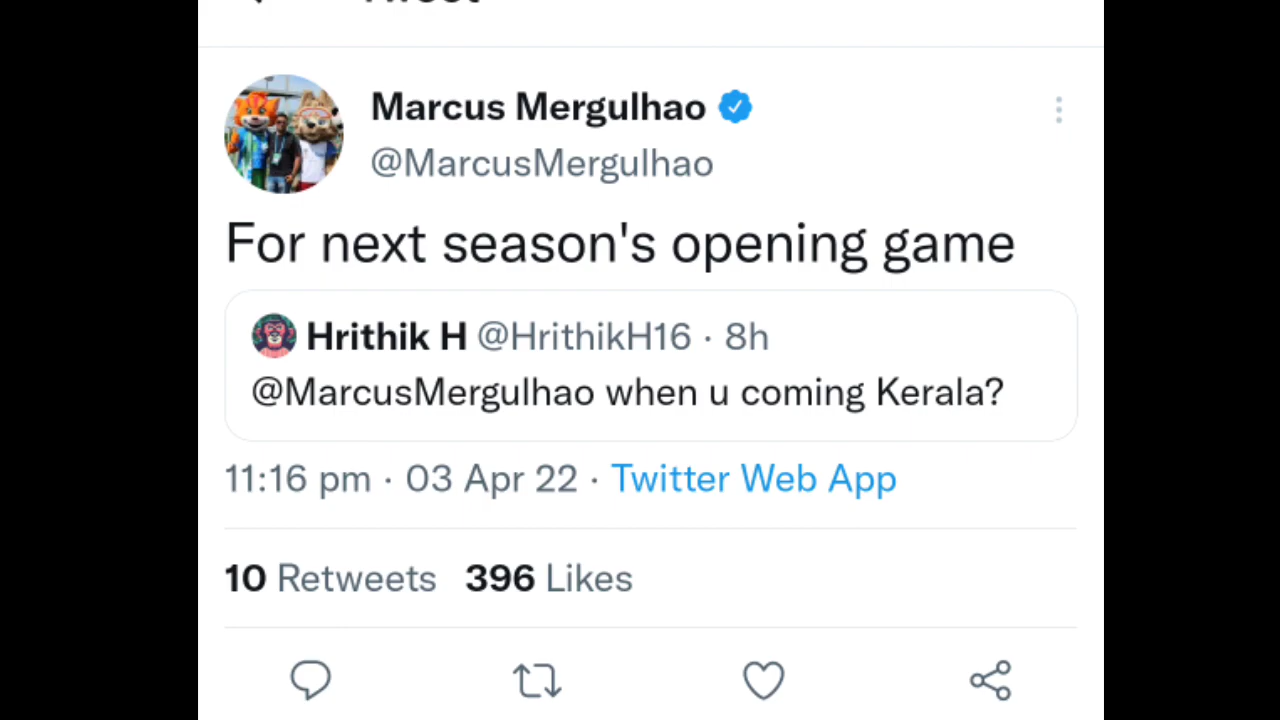 Marcus Mergulhao
@MarcusMergulhao
For next season's opening game
Hrithik H @HrithikH16 · 8h
@MarcusMergulhao when u coming Kerala?
11:16 pm · 03 Apr 22 · Twitter Web App
10 Retweets 396 Likes